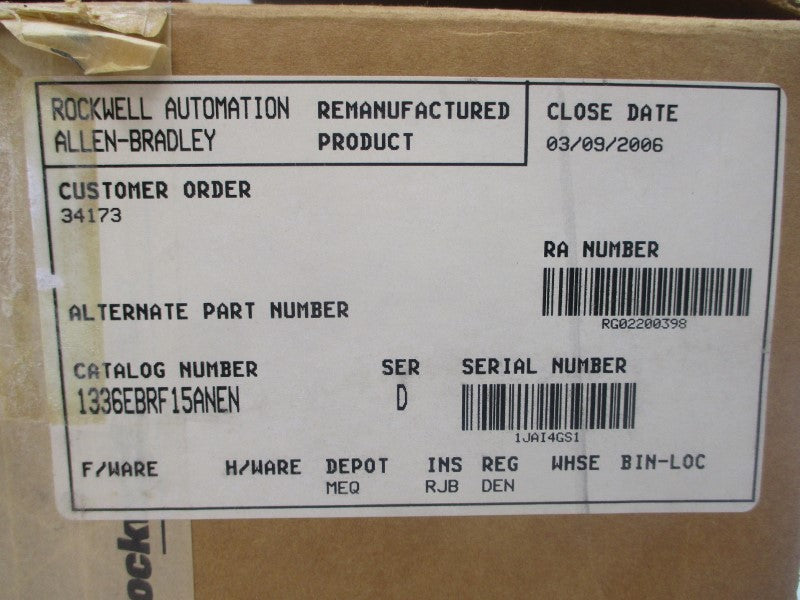 ROCKWELL AUTOMATION REMANUFACTURED
ALLEN-BRADLEY PRODUCT
CLOSE DATE
03/09/2006
CUSTOMER ORDER
34173
RA NUMBER
RG02200398
ALTERNATE PART NUMBER
CATALOG NUMBER SER SERIAL NUMBER
1336EBRF15ANEN D
1JAI4GS1
F/WARE H/WARE DEPOT INS REG WHSE BIN-LOC
MEQ RJB DEN